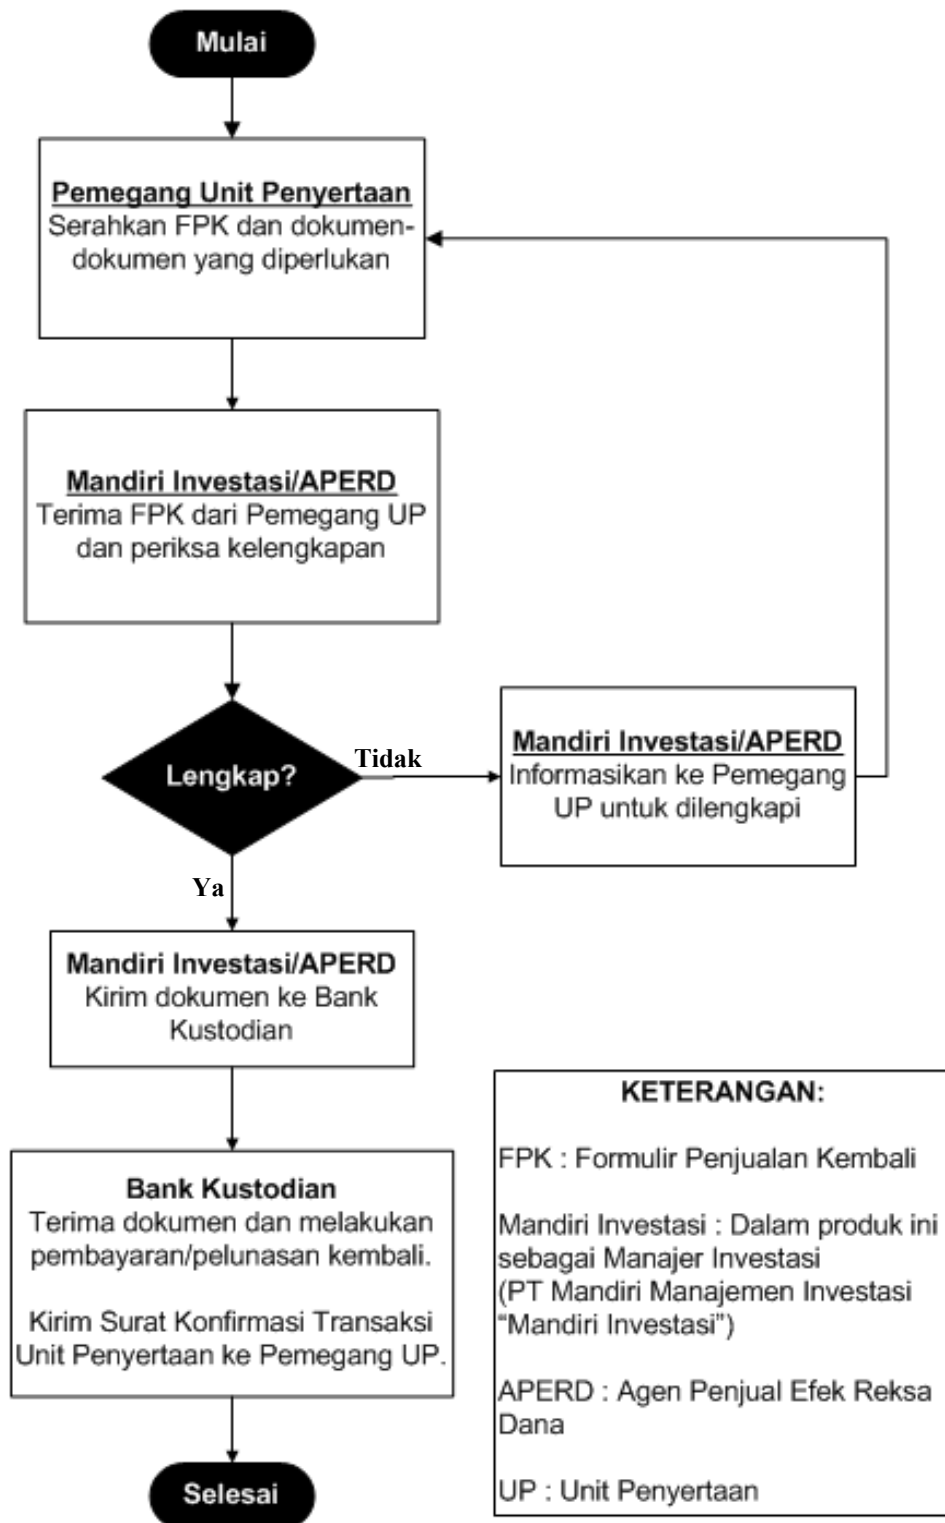 Mulai
Pemegang Unit Penyertaan
Serahkan FPK dan dokumen-
dokumen yang diperlukan
Mandiri Investasi/APERD
Terima FPK dari Pemegang UP
dan periksa kelengkapan
Lengkap?
Tidak
Mandiri Investasi/APERD
Informasikan ke Pemegang
UP untuk dilengkapi
Ya
Mandiri Investasi/APERD
Kirim dokumen ke Bank
Kustodian
Bank Kustodian
Terima dokumen dan melakukan
pembayaran/pelunasan kembali.
Kirim Surat Konfirmasi Transaksi
Unit Penyertaan ke Pemegang UP.
Selesai
KETERANGAN:
FPK : Formulir Penjualan Kembali
Mandiri Investasi : Dalam produk ini
sebagai Manajer Investasi
(PT Mandiri Manajemen Investasi
“Mandiri Investasi”)
APERD : Agen Penjual Efek Reksa
Dana
UP : Unit Penyertaan